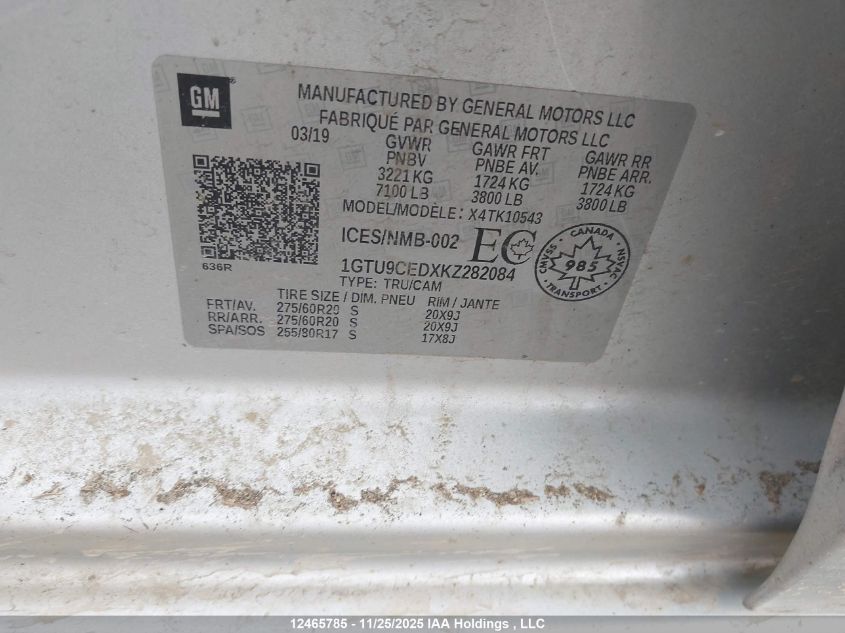 GM
MANUFACTURED BY GENERAL MOTORS LLC
FABRIQUÉ PAR GENERAL MOTORS LLC
03/19
GVWR GAWR FRT GAWR RR
PNBV PNBE AV. PNBE ARR.
3221 KG 1724 KG 1724 KG
7100 LB 3800 LB 3800 LB
MODEL/MODELE: X4TK10543
ICES/NMB-002 EC
636R
1GTU9CEDXKZ282084
TYPE: TRU/CAM
CANADA
CMVSS 985 NSVAC
TRANSPORT
TIRE SIZE / DIM. PNEU RIM / JANTE
FRT/AV. 275/60R20 S 20X9J
RR/ARR. 275/60R20 S 20X9J
SPA/SOS 255/80R17 S 17X8J
12465785 - 11/25/2025 IAA Holdings , LLC